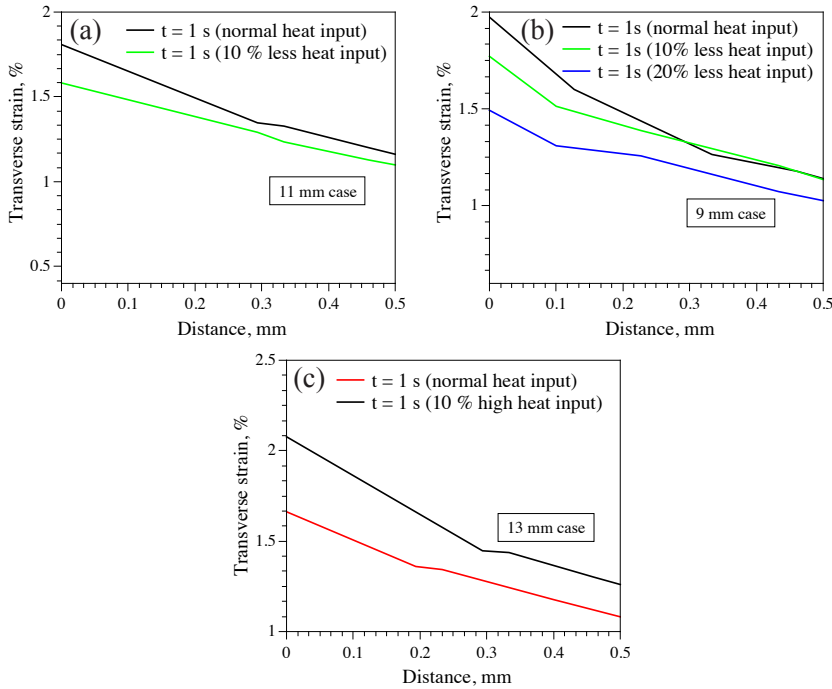 (a)
t = 1 s (normal heat input)
t = 1 s (10 % less heat input)
11 mm case
Transverse strain, %
2
1.5
1
0.5
0
0.1
0.2
0.3
0.4
0.5
Distance, mm
(b)
t = 1s (normal heat input)
t = 1s (10% less heat input)
t = 1s (20% less heat input)
9 mm case
Transverse strain, %
2
1.5
1
0
0.1
0.2
0.3
0.4
0.5
Distance, mm
(c)
t = 1 s (normal heat input)
t = 1 s (10 % high heat input)
13 mm case
Transverse strain, %
2.5
2
1.5
1
0
0.1
0.2
0.3
0.4
0.5
Distance, mm